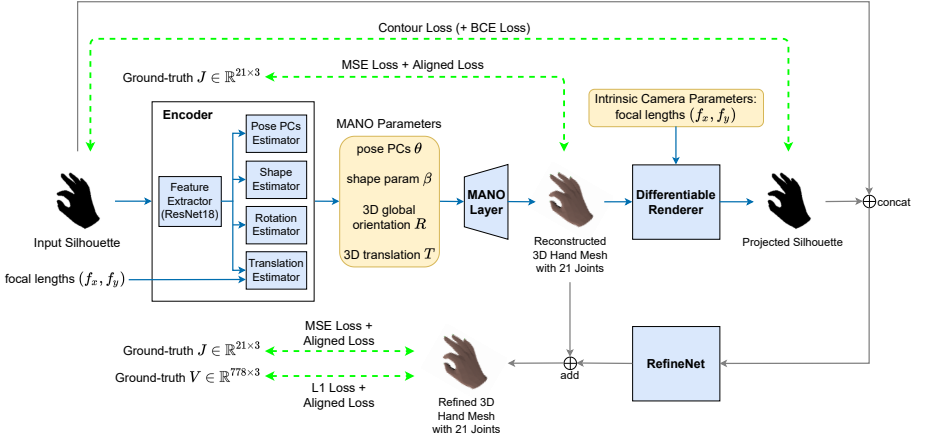 Contour Loss (+ BCE Loss)
MSE Loss + Aligned Loss
Ground-truth J ∈ ℝ^{21×3}
Intrinsic Camera Parameters:
focal lengths (f_x, f_y)
Encoder
Pose PCs
Estimator
Shape
Estimator
Feature
Extractor
(ResNet18)
Rotation
Estimator
Translation
Estimator
MANO Parameters
pose PCs θ
shape param β
3D global
orientation R
3D translation T
MANO
Layer
Differentiable
Renderer
concat
Input Silhouette
Reconstructed
3D Hand Mesh
with 21 Joints
Projected Silhouette
focal lengths (f_x, f_y)
MSE Loss +
Aligned Loss
Ground-truth J ∈ ℝ^{21×3}
Ground-truth V ∈ ℝ^{778×3}
L1 Loss +
Aligned Loss
add
RefineNet
Refined 3D
Hand Mesh
with 21 Joints